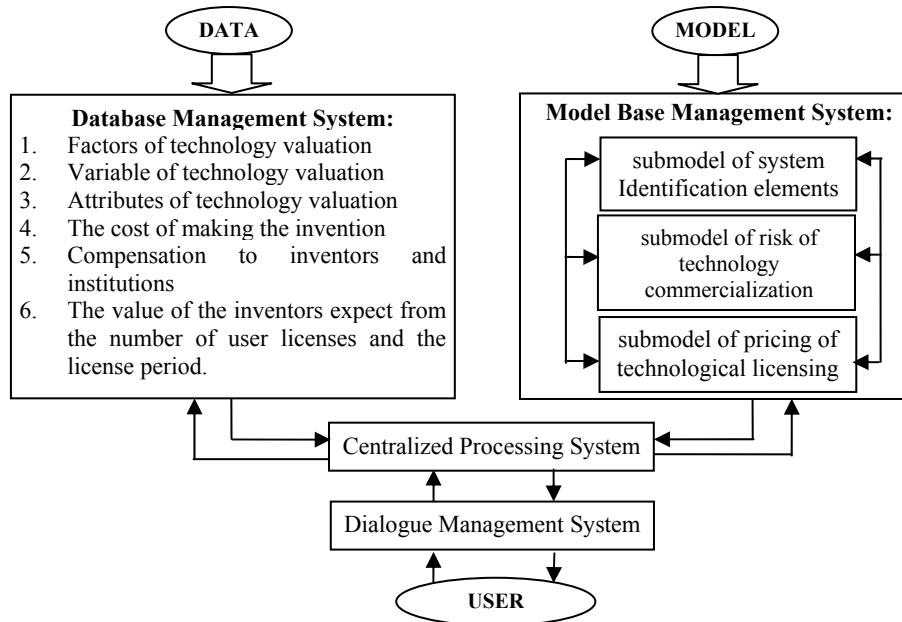 DATA
MODEL
Database Management System:
1. Factors of technology valuation
2. Variable of technology valuation
3. Attributes of technology valuation
4. The cost of making the invention
5. Compensation to inventors and
institutions
6. The value of the inventors expect from
the number of user licenses and the
license period.
Model Base Management System:
submodel of system
Identification elements
submodel of risk of
technology
commercialization
submodel of pricing of
technological licensing
Centralized Processing System
Dialogue Management System
USER